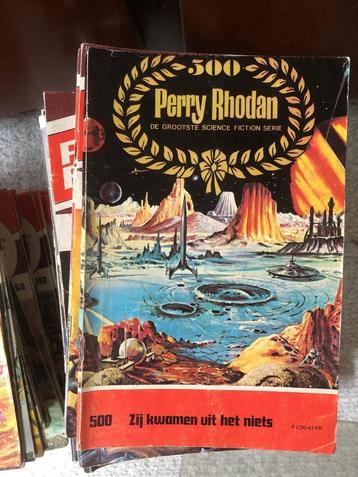 500
Perry Rhodan
DE GROOTSTE SCIENCE FICTION SERIE
500 Zij kwamen uit het niets